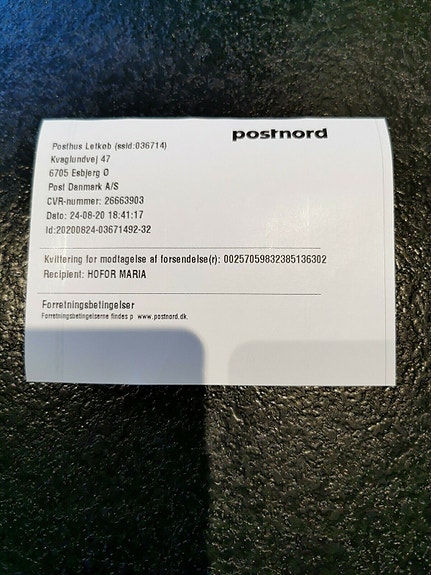 postnord
Posthus Letkøb (ssid:036714)
Kvaglundvej 47
6705 Esbjerg Ø
Post Danmark A/S
CVR-nummer: 26663903
Dato: 24-08-20 18:41:17
Id:20200824-03671492-32
Kvittering for modtagelse af forsendelse(r): 00257059832385136302
Recipient: HOFOR MARIA
Forretningsbetingelser
Forretningsbetingelserne findes p www.postnord.dk.